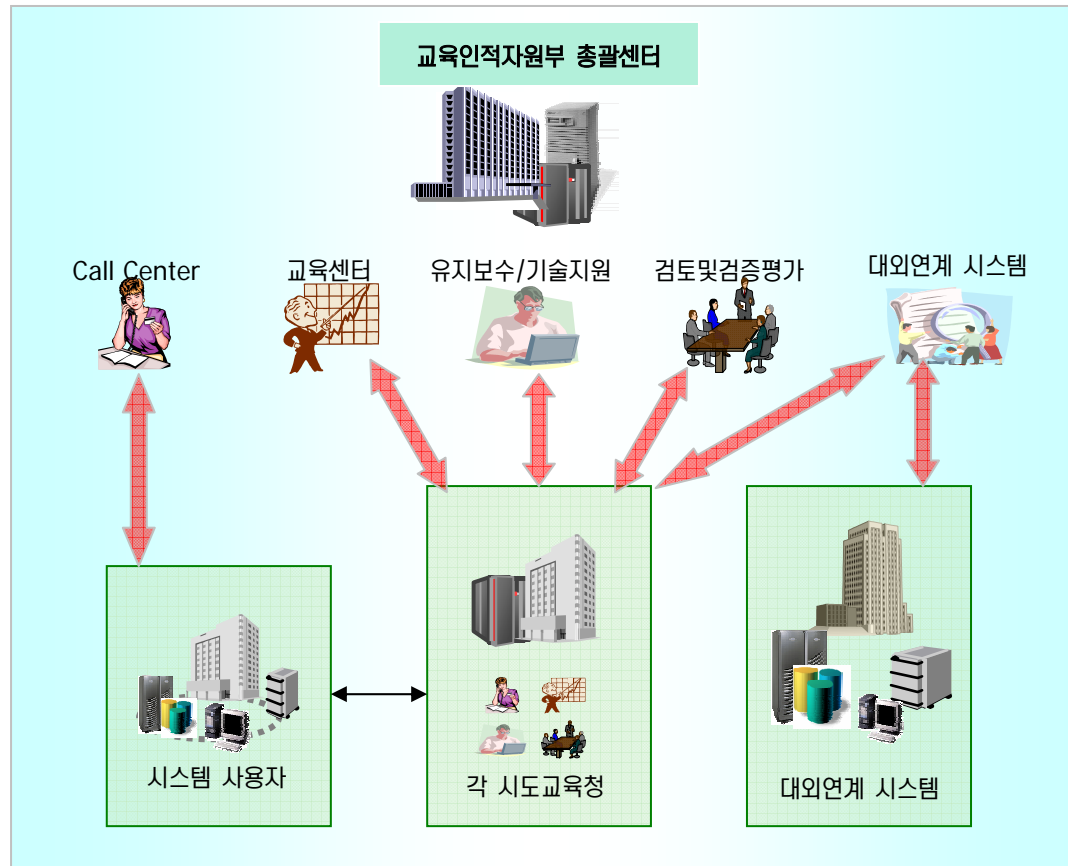 교육인적자원부 총괄센터
Call Center
교육센터
유지보수/기술지원
검토및검증평가
대외연계 시스템
시스템 사용자
각 시도교육청
대외연계 시스템